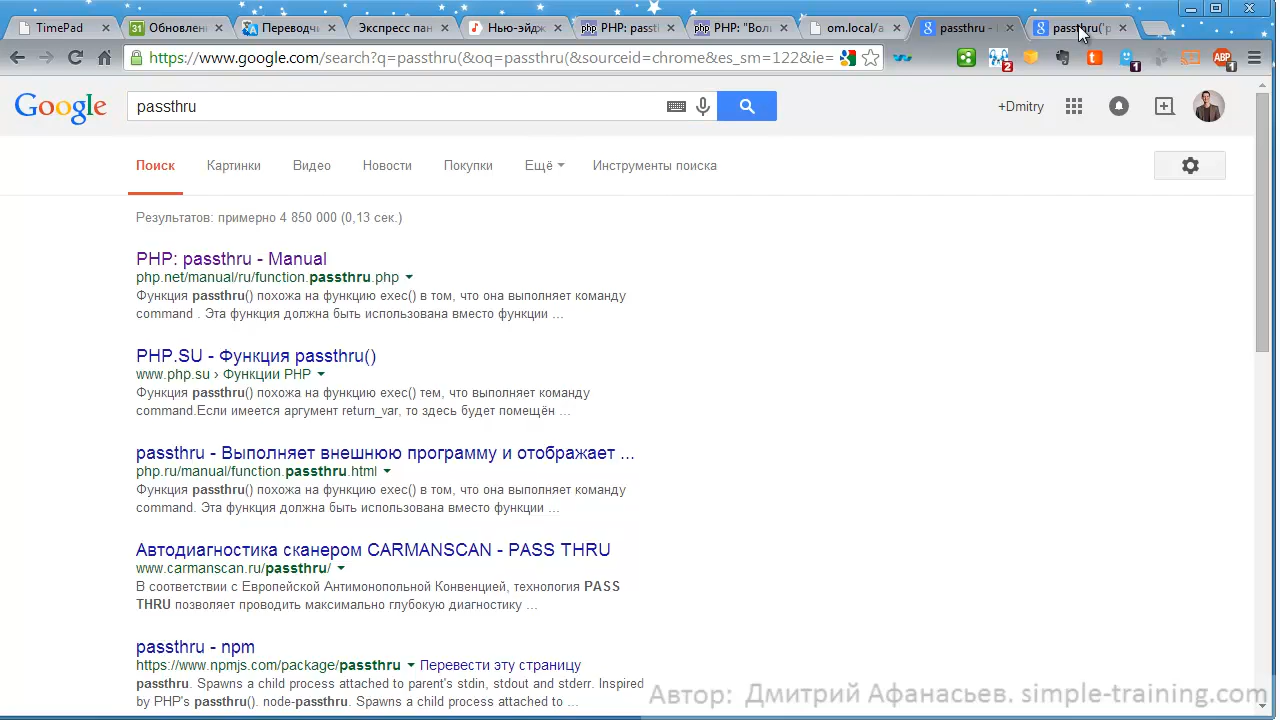 TimePad
Обновлен
Переводч
Экспресс пан
Нью-эйдж
PHP: passtl
PHP: "Вол
om.local/a
passthru -
passthru('p
https://www.google.com/search?q=passthru(&oq=passthru(&sourceid=chrome&es_sm=122&ie=
Google
passthru
+Dmitry
Поиск
Картинки
Видео
Новости
Покупки
Ещё
Инструменты поиска
Результатов: примерно 4 850 000 (0,13 сек.)
PHP: passthru - Manual
php.net/manual/ru/function.passthru.php
Функция passthru() похожа на функцию exec() в том, что она выполняет команду
command . Эта функция должна быть использована вместо функции ...
PHP.SU - Функция passthru()
www.php.su › Функции PHP
Функция passthru() похожа на функцию exec() тем, что выполняет команду
command.Если имеется аргумент return_var, то здесь будет помещён ...
passthru - Выполняет внешнюю программу и отображает ...
php.ru/manual/function.passthru.html
Функция passthru() похожа на функцию exec() в том, что она выполняет команду
command. Эта функция должна быть использована вместо функции ...
Автодиагностика сканером CARMANSCAN - PASS THRU
www.carmanscan.ru/passthru/
В соответствии с Европейской Антимонопольной Конвенцией, технология PASS
THRU позволяет проводить максимально глубокую диагностику ...
passthru - npm
https://www.npmjs.com/package/passthru Перевести эту страницу
passthru. Spawns a child process attached to parent's stdin, stdout and stderr. Inspired
by PHP's passthru(). node-passthru. Spawns a child process attached to ...
Автор: Дмитрий Афанасьев. simple-training.com